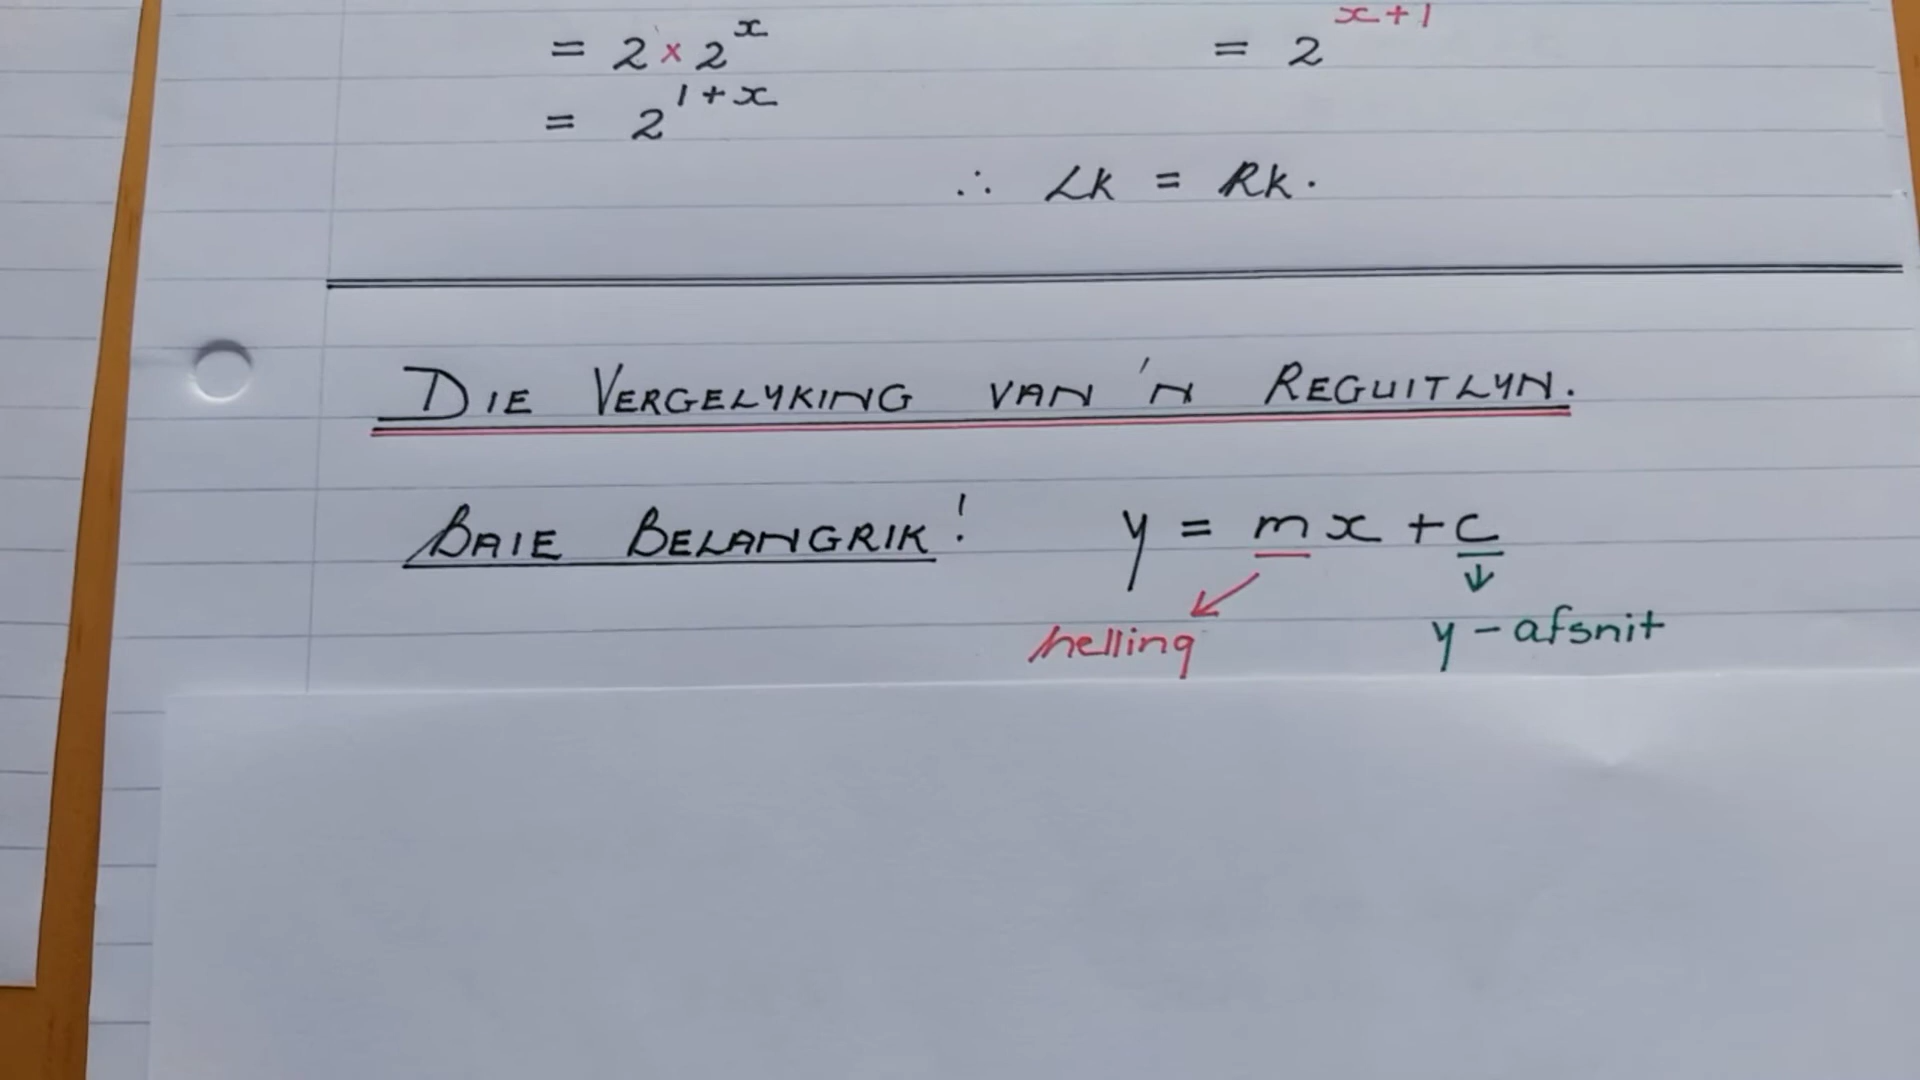 = 2 × 2^x = 2^{x+1}
= 2^{1+x}
∴ LK = RK.
DIE VERGELYKING VAN 'N REGUITLYN.
BAIE BELANGRIK! y = mx + c
helling y-afsnit